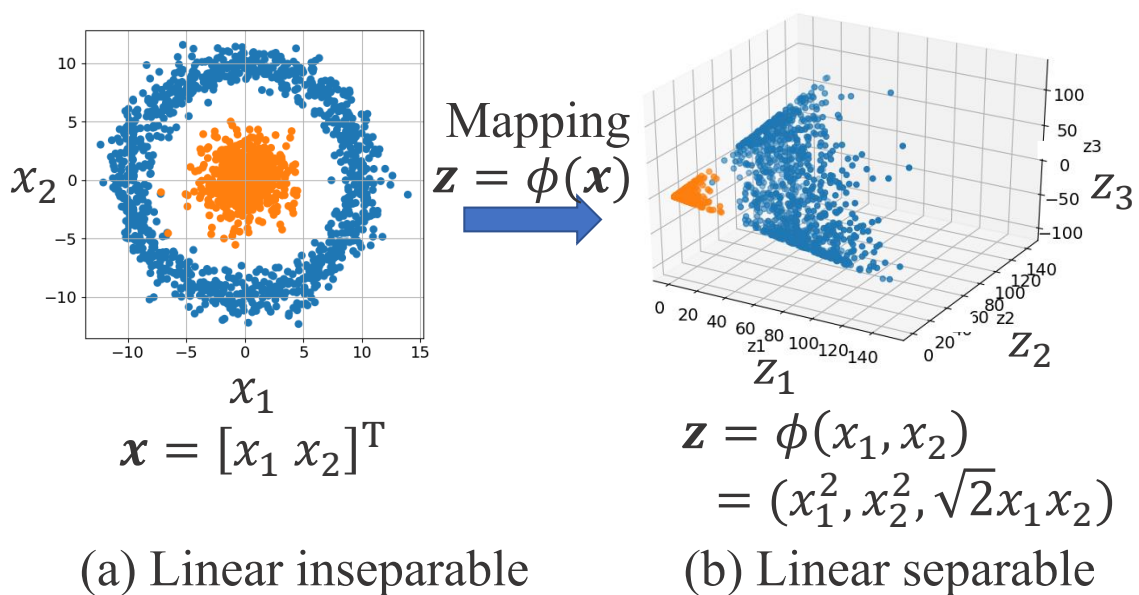 10
5
0
−5
−10
−10 −5 0 5 10 15
x₂
x₁
𝒙 = [x₁ x₂]ᵀ
(a) Linear inseparable
Mapping
𝒛 = ϕ(𝒙)
100
50
z3
0
−50
−100
z₃
0 20 40 60 80 100 120 140
z1
z₁
0 20 40 60 80 100 120 140
z2
z₂
𝒛 = ϕ(x₁, x₂)
= (x₁², x₂², √2x₁x₂)
(b) Linear separable